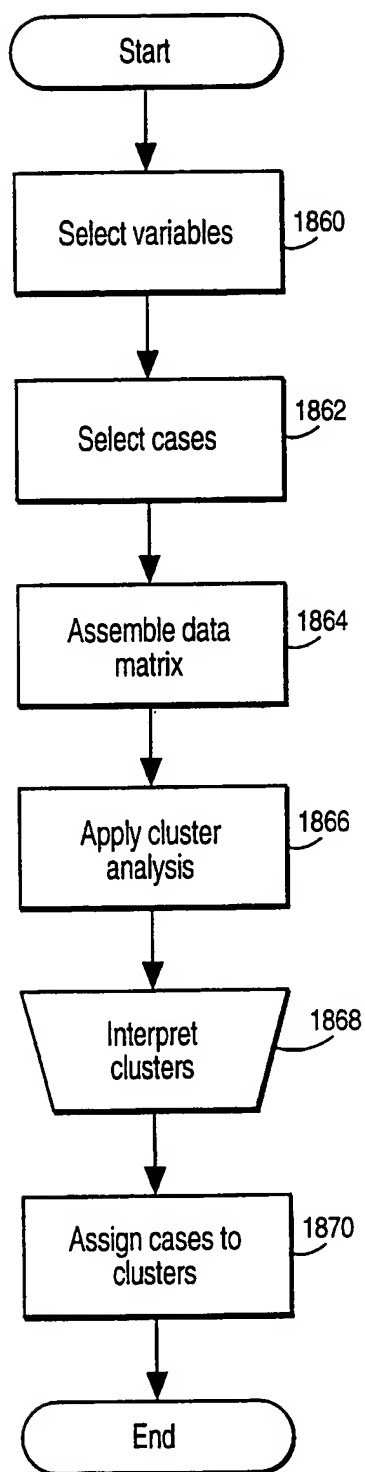 Start
Select variables
1860
Select cases
1862
Assemble data
matrix
1864
Apply cluster
analysis
1866
Interpret
clusters
1868
Assign cases to
clusters
1870
End